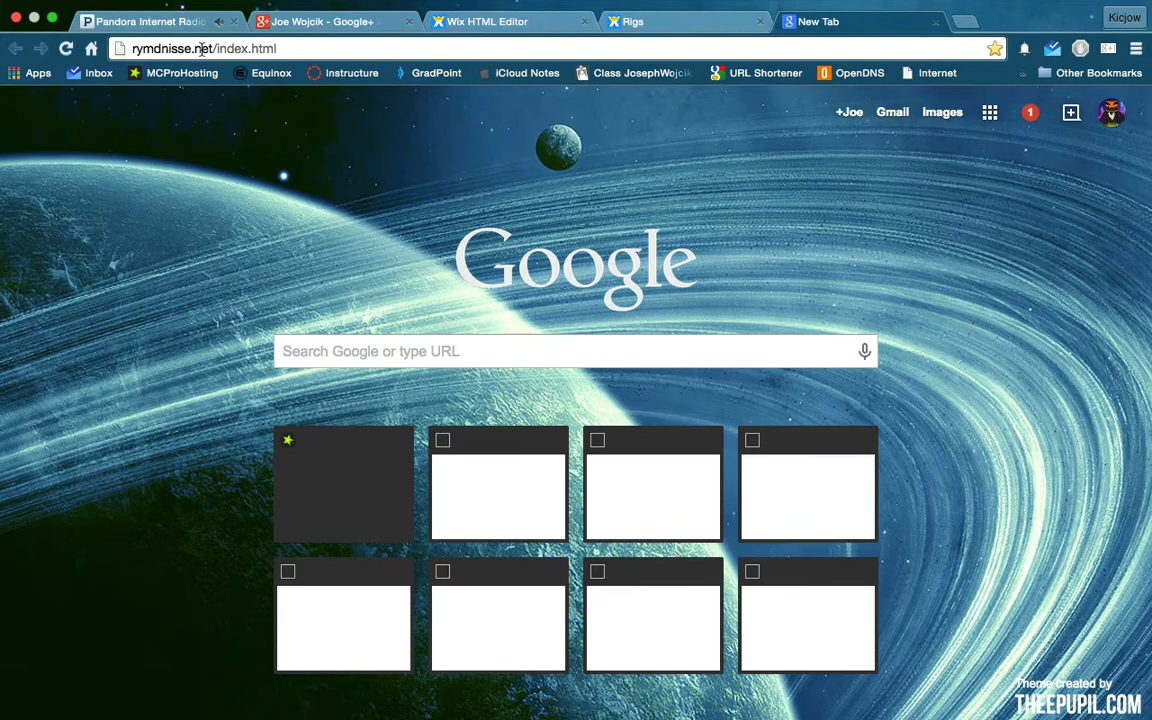 Pandora Internet Radio
Joe Wojcik - Google+
Wix HTML Editor
Rigs
New Tab
Kicjow
rymdnisse.net/index.html
Apps
Inbox
MCProHosting
Equinox
Instructure
GradPoint
iCloud Notes
Class JosephWojcik
URL Shortener
OpenDNS
Internet
»
Other Bookmarks
+Joe
Gmail
Images
1
Google
Search Google or type URL
Theme created by
THEEPUPIL.COM